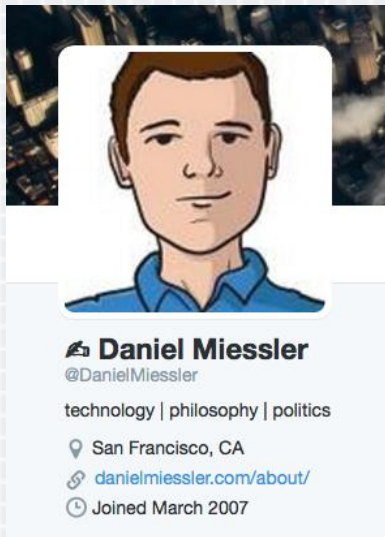 ✍ Daniel Miessler
@DanielMiessler
technology | philosophy | politics
San Francisco, CA
danielmiessler.com/about/
Joined March 2007